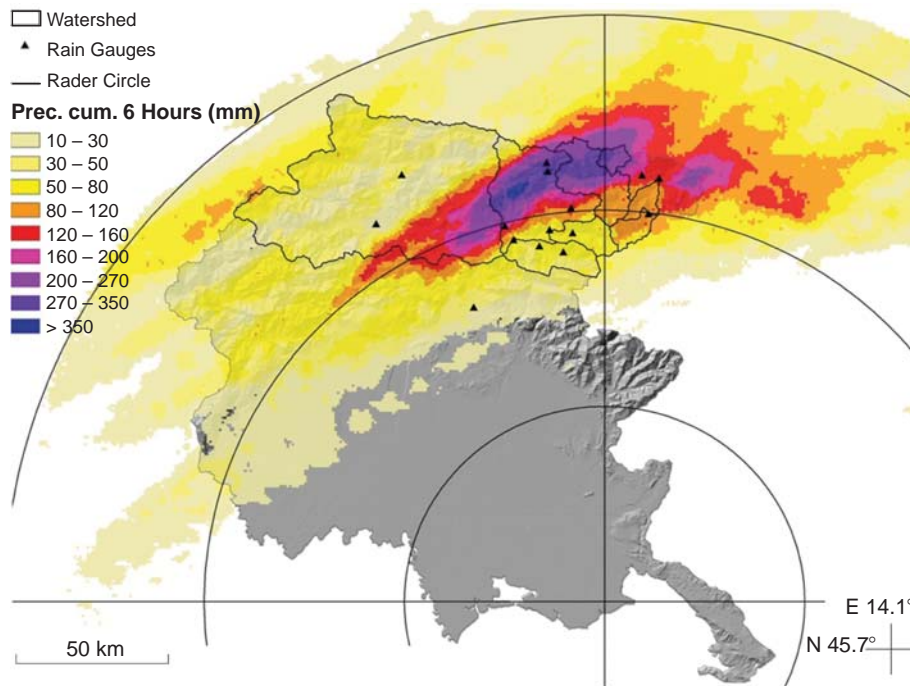 Watershed
Rain Gauges
Rader Circle
Prec. cum. 6 Hours (mm)
10 – 30
30 – 50
50 – 80
80 – 120
120 – 160
160 – 200
200 – 270
270 – 350
> 350
E 14.1°
N 45.7°
50 km